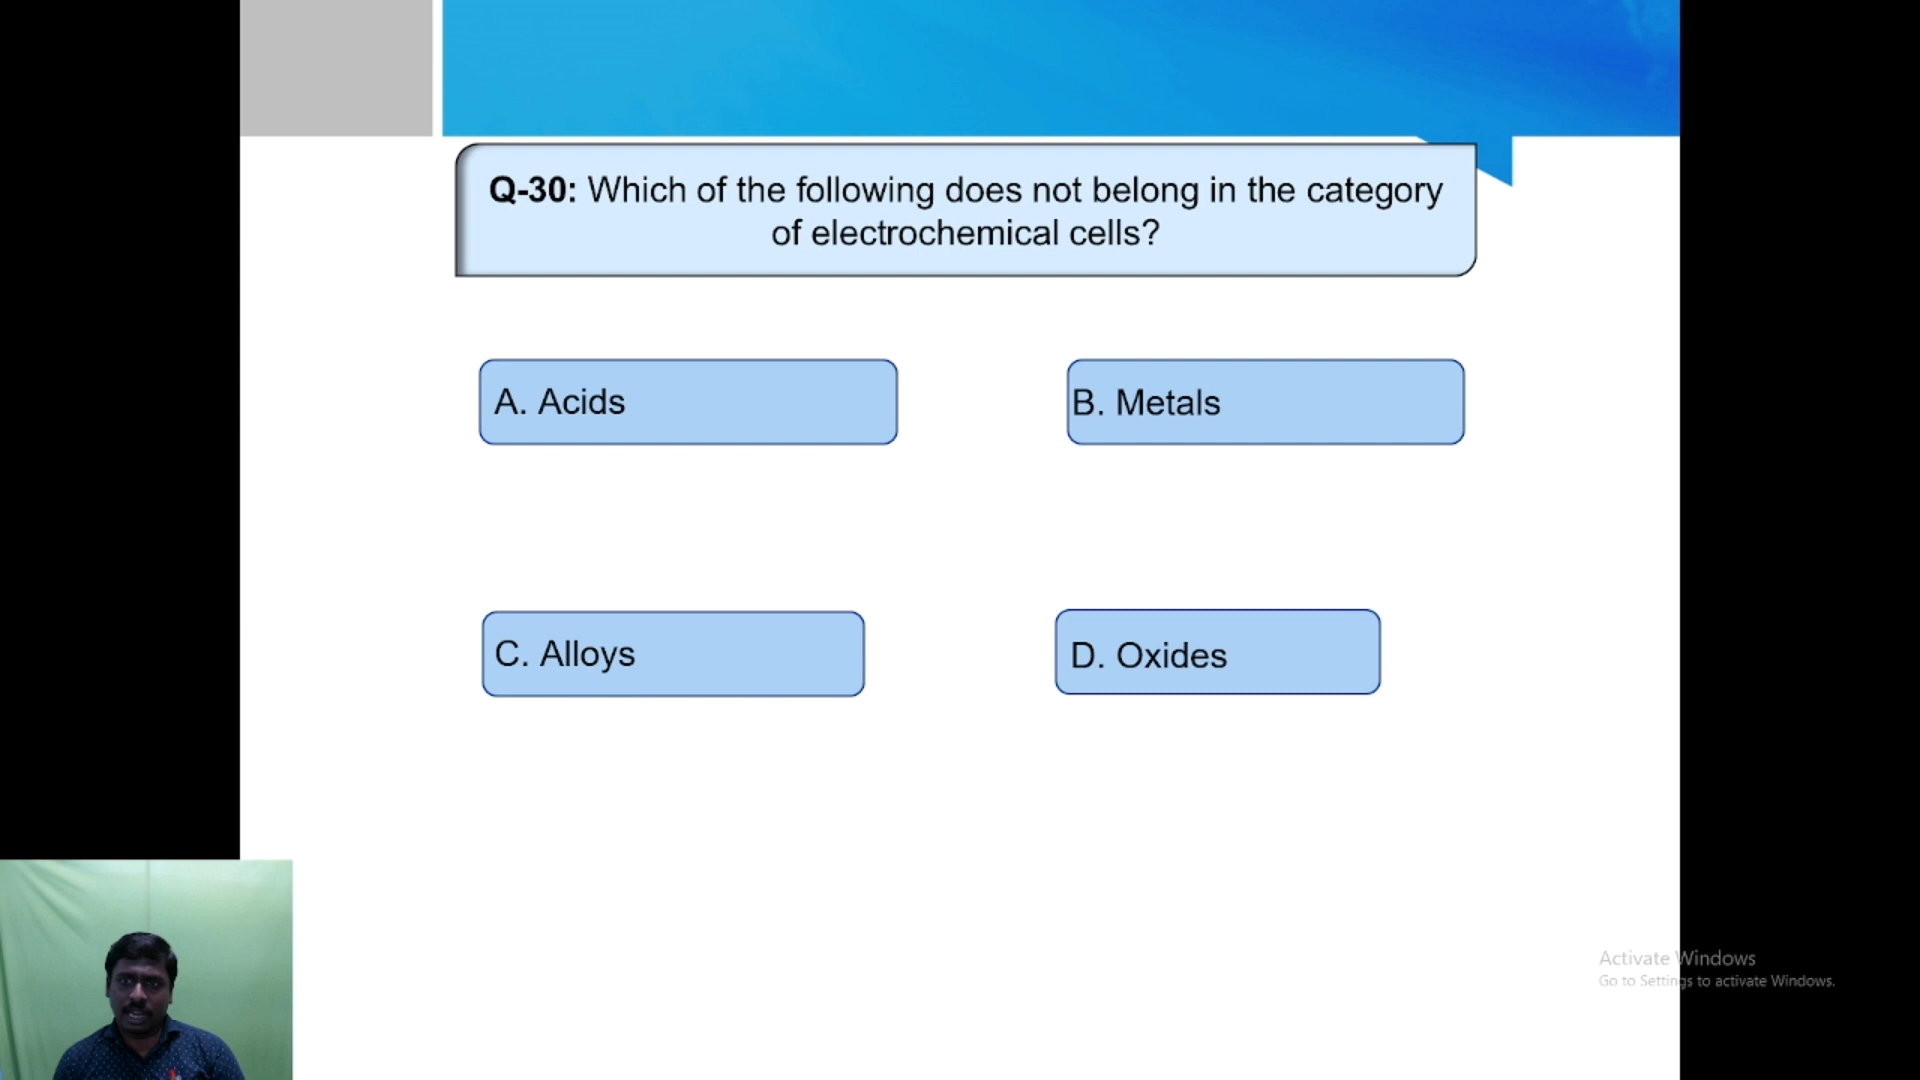 Q-30: Which of the following does not belong in the category
of electrochemical cells?
A. Acids
B. Metals
C. Alloys
D. Oxides
Activate Windows
Go to Settings to activate Windows.